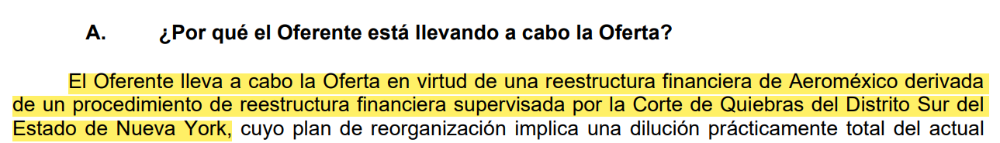 A. ¿Por qué el Oferente está llevando a cabo la Oferta?
El Oferente lleva a cabo la Oferta en virtud de una reestructura financiera de Aeroméxico derivada
de un procedimiento de reestructura financiera supervisada por la Corte de Quiebras del Distrito Sur del
Estado de Nueva York, cuyo plan de reorganización implica una dilución prácticamente total del actual